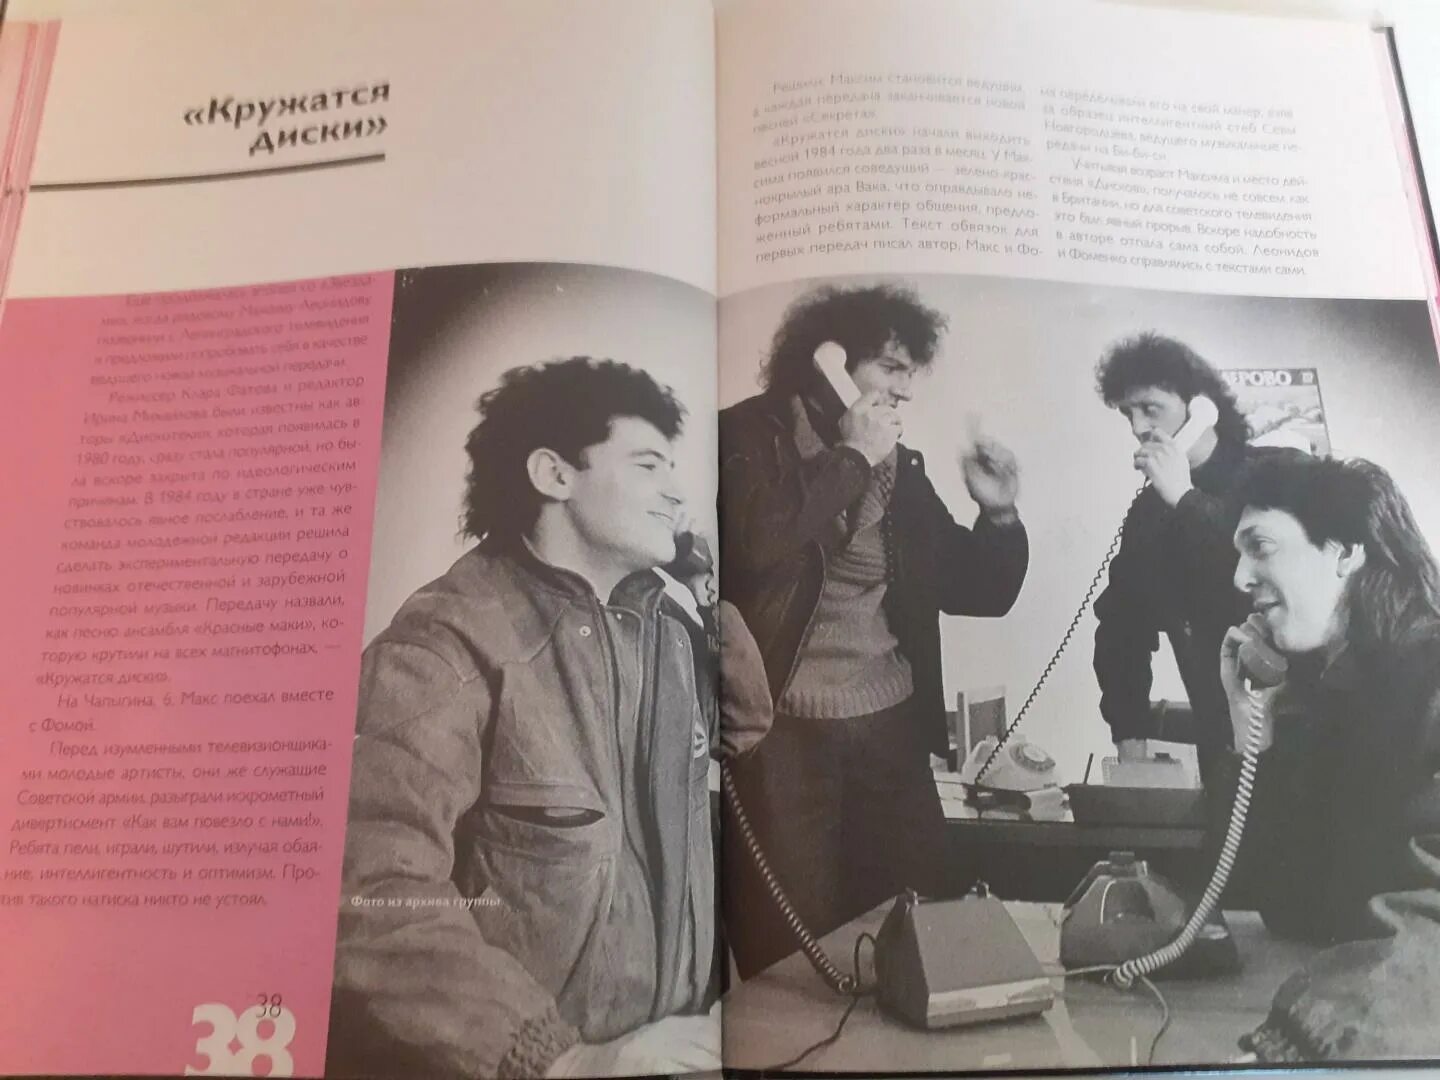 «Кружатся
диски»
Еще продолжались вояжи со «Звезда-
ми», когда рядовому Максиму Леонидову
позвонили с Ленинградского телевидения
и предложили попробовать себя в качестве
ведущего новой музыкальной передачи.
Режиссер Клара Фатова и редактор
Ирина Михайлова были известны как ав-
торы «Дискотеки», которая появилась в
1980 году, сразу стала популярной, но бы-
ла вскоре закрыта по идеологическим
причинам. В 1984 году в стране уже чув-
ствовалось явное послабление, и та же
команда молодежной редакции решила
сделать экспериментальную передачу о
новинках отечественной и зарубежной
популярной музыки. Передачу назвали,
как песню ансамбля «Красные маки», ко-
торую крутили на всех магнитофонах, —
«Кружатся диски».
На Чапыгина, 6, Макс поехал вместе
с Фомой.
Перед изумленными телевизионщика-
ми молодые артисты, они же служащие
Советской армии, разыграли искрометный
дивертисмент «Как вам повезло с нами!».
Ребята пели, играли, шутили, излучая обая-
ние, интеллигентность и оптимизм. Про-
тив такого натиска никто не устоял.
Фото из архива группы
38
38
Решили: Максим становится ведущим,
а каждая передача заканчивается новой
песней «Секрета».
«Кружатся диски» начали выходить
весной 1984 года два раза в месяц. У Мак-
сима появился соведущий — зелено-крас-
нокрылый ара Вака, что оправдывало не-
формальный характер общения, предло-
женный ребятами. Текст обвязок для
первых передач писал автор, Макс и Фо-
ма переделывали его на свой манер, взяв
за образец интеллигентный стеб Севы
Новгородцева, ведущего музыкальные пе-
редачи на Би-би-си.
Учитывая возраст Максима и место дей-
ствия «Дисков», получалось не совсем как
в Британии, но для советского телевидения
это был явный прорыв. Вскоре надобность
в авторе отпала сама собой. Леонидов
и Фоменко справлялись с текстами сами.
ЕРОВО